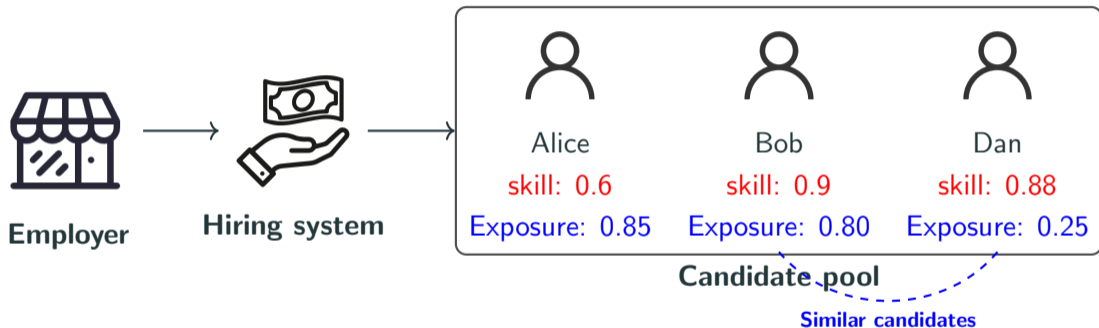 Alice
Bob
Dan
skill: 0.6
skill: 0.9
skill: 0.88
Exposure: 0.85
Exposure: 0.80
Exposure: 0.25
Employer
Hiring system
Candidate pool
Similar candidates